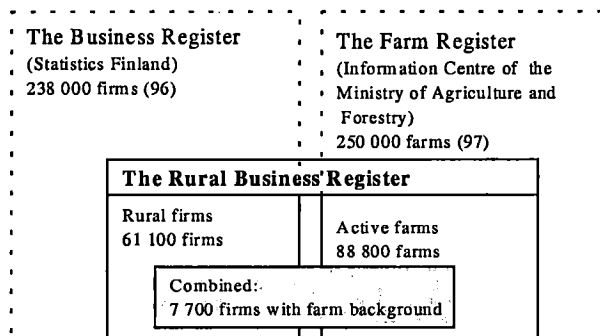 The Business Register
(Statistics Finland)
238 000 firms (96)
The Farm Register
(Information Centre of the
Ministry of Agriculture and
Forestry)
250 000 farms (97)
The Rural Business Register
Rural firms
61 100 firms
Active farms
88 800 farms
Combined:
7 700 firms with farm background